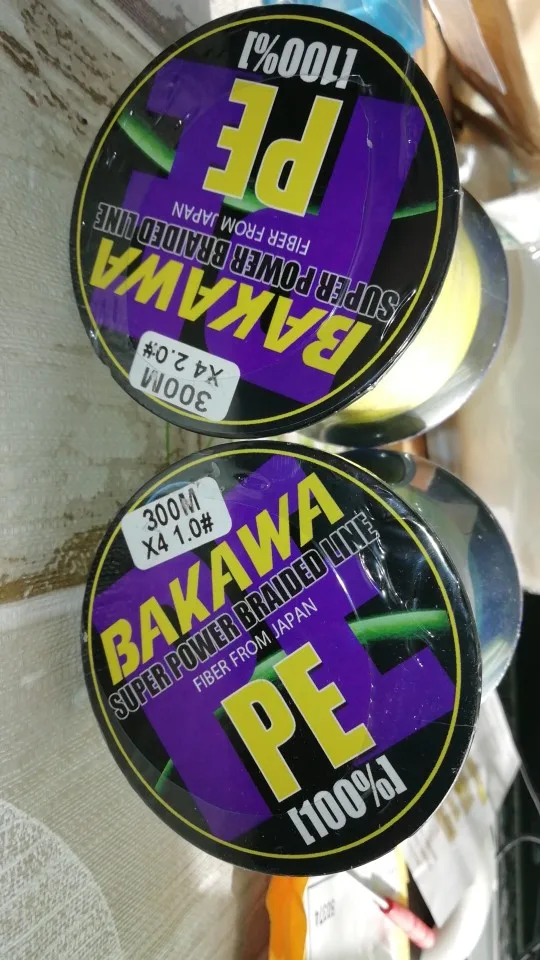 300M
X4 2.0#
BAKAWA
SUPER POWER BRAIDED LINE
FIBER FROM JAPAN
PE
[100%]
300M
X4 1.0#
BAKAWA
SUPER POWER BRAIDED LINE
FIBER FROM JAPAN
PE
[100%]